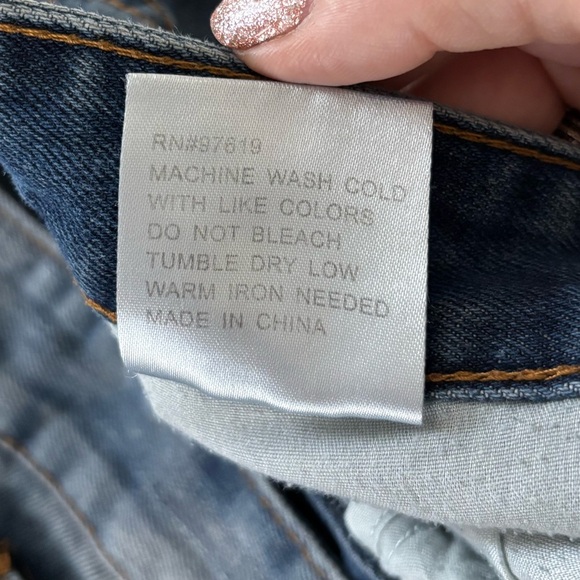 RN#97619
MACHINE WASH COLD
WITH LIKE COLORS
DO NOT BLEACH
TUMBLE DRY LOW
WARM IRON NEEDED
MADE IN CHINA